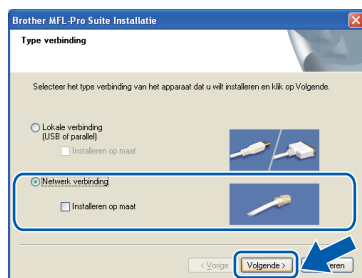 Brother MFL-Pro Suite Installatie
Type verbinding
Selecteer het type verbinding van het apparaat dat u wilt installeren en klik op Volgende.
Lokale verbinding
(USB of parallel)
Installeren op maat
Netwerk verbinding
Installeren op maat
< Vorige
Volgende >